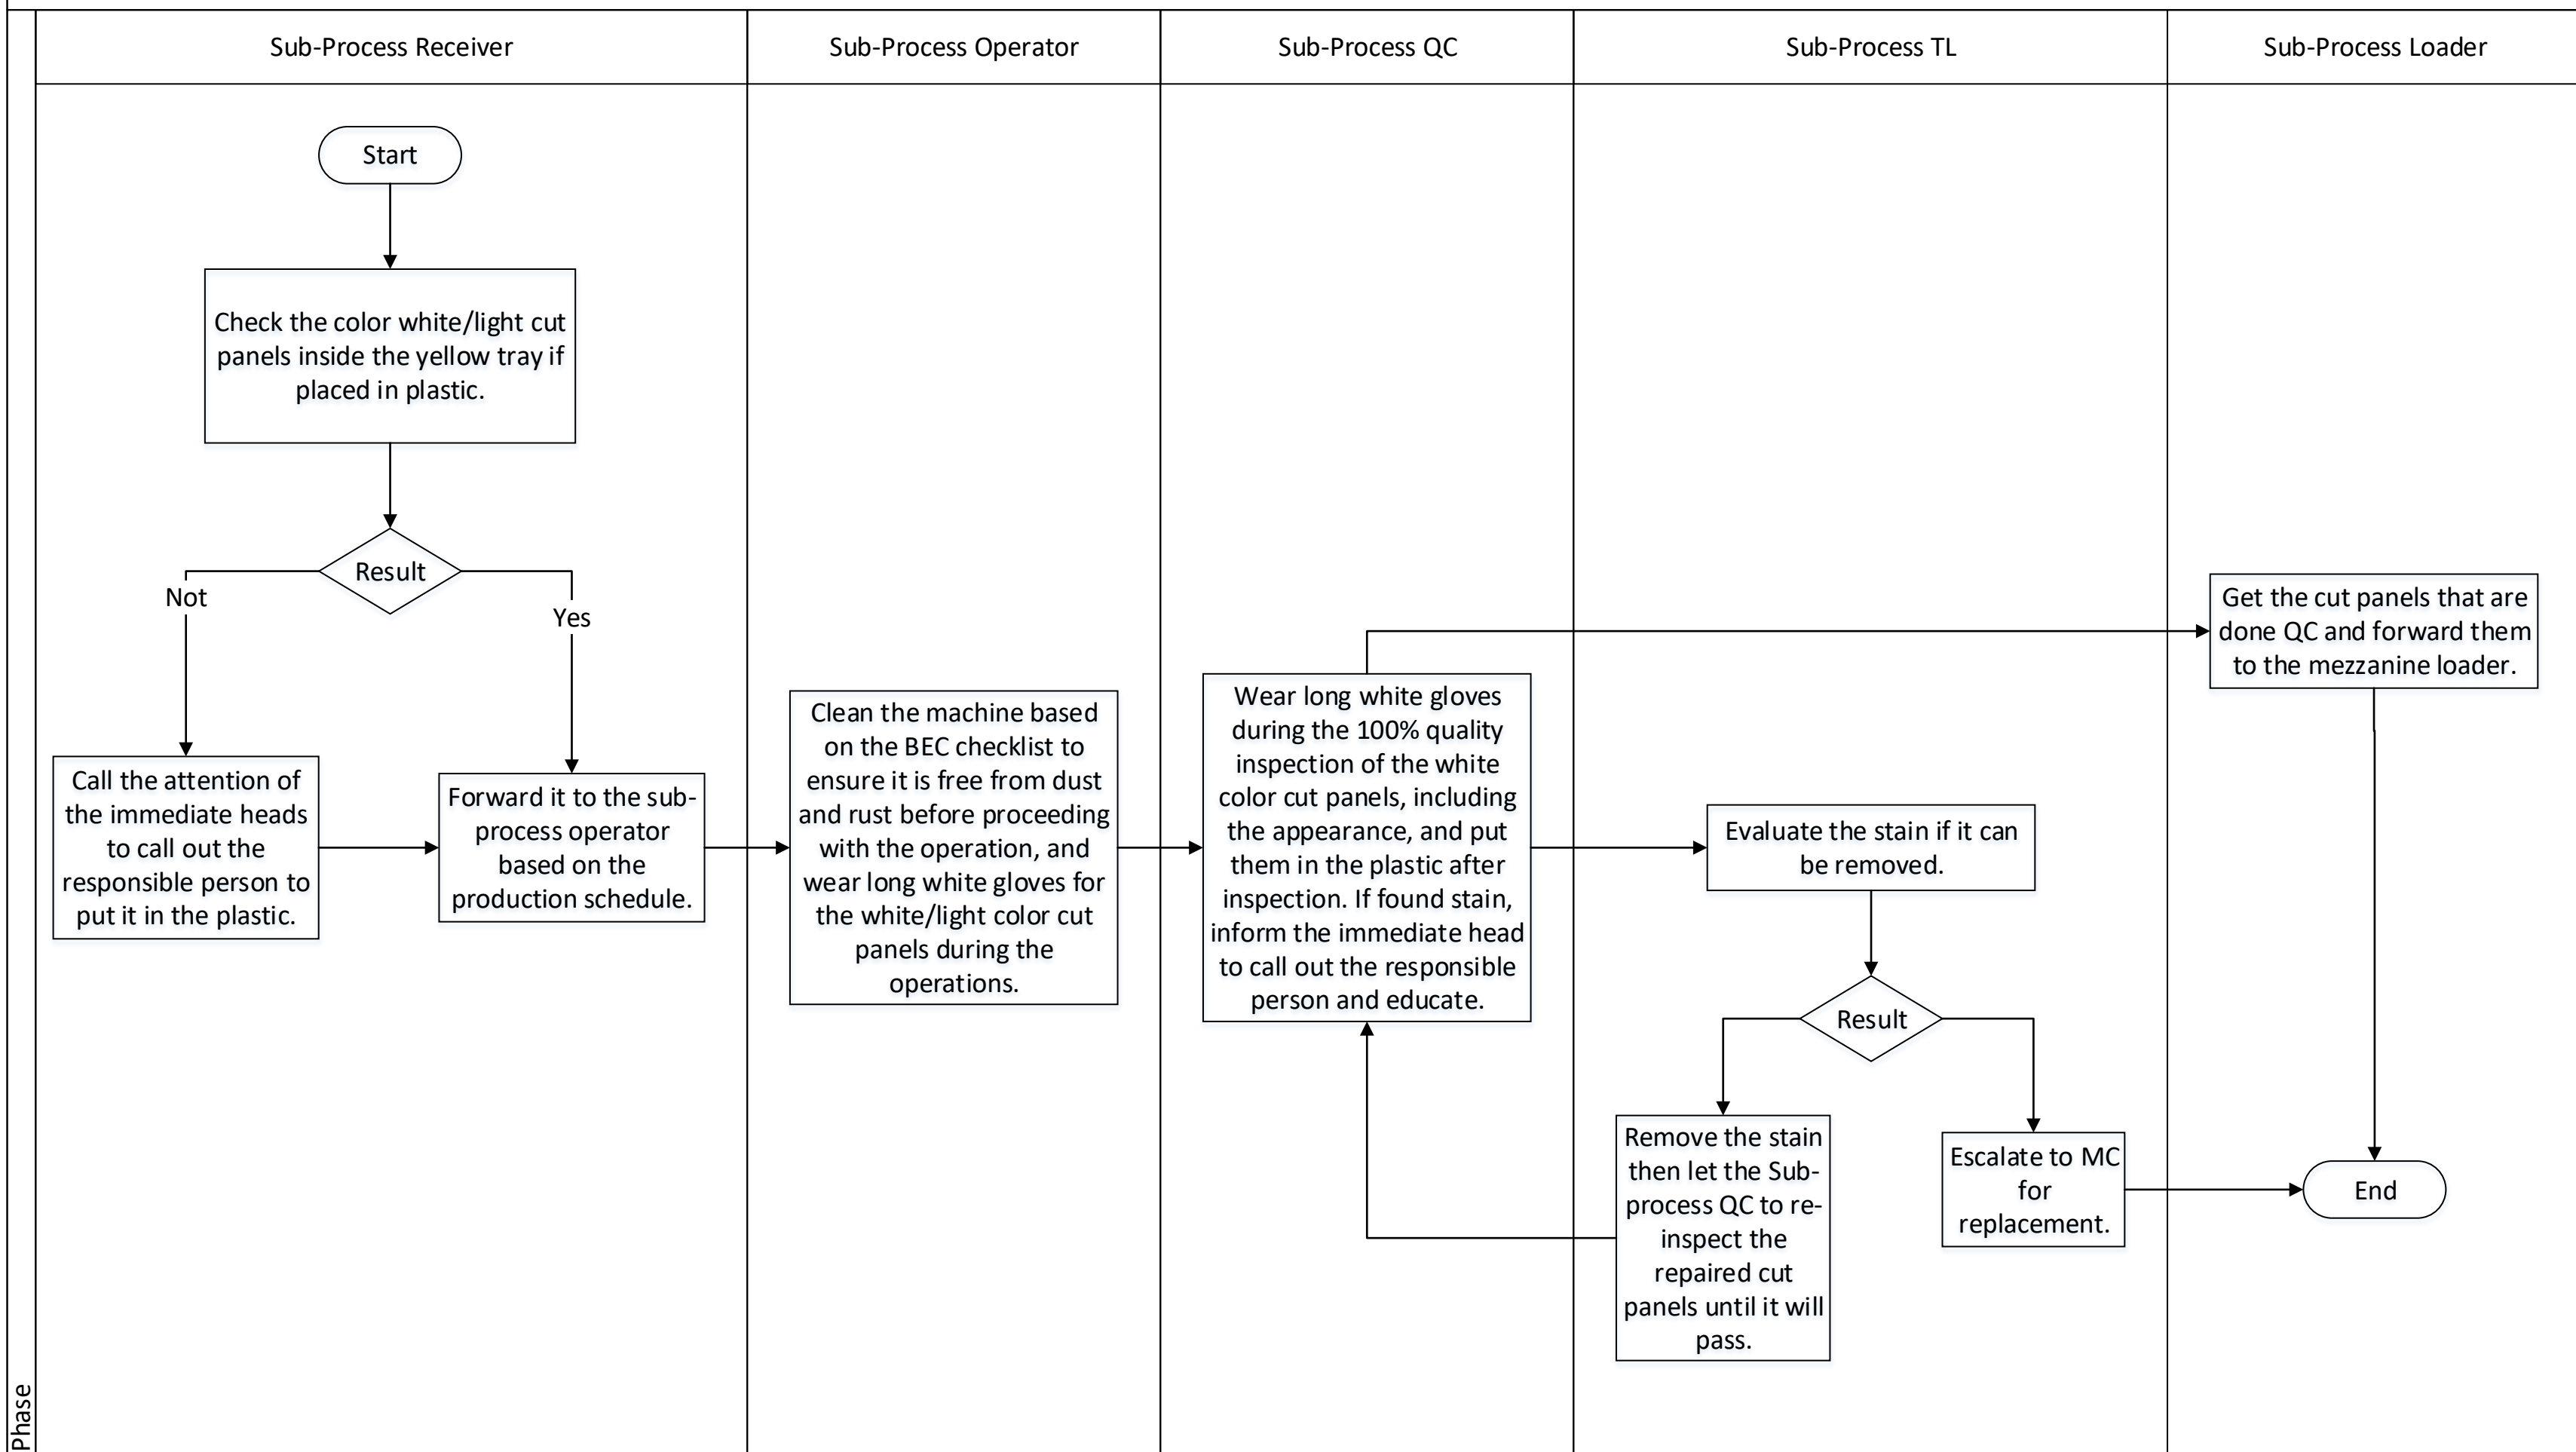 Sub-Process Receiver
Sub-Process Operator
Sub-Process QC
Sub-Process TL
Sub-Process Loader
Start
Check the color white/light cut
panels inside the yellow tray if
placed in plastic.
Result
Not
Yes
Call the attention of
the immediate heads
to call out the
responsible person to
put it in the plastic.
Forward it to the sub-
process operator
based on the
production schedule.
Clean the machine based
on the BEC checklist to
ensure it is free from dust
and rust before proceeding
with the operation, and
wear long white gloves for
the white/light color cut
panels during the
operations.
Wear long white gloves
during the 100% quality
inspection of the white
color cut panels, including
the appearance, and put
them in the plastic after
inspection. If found stain,
inform the immediate head
to call out the responsible
person and educate.
Evaluate the stain if it can
be removed.
Result
Remove the stain
then let the Sub-
process QC to re-
inspect the
repaired cut
panels until it will
pass.
Escalate to MC
for
replacement.
Get the cut panels that are
done QC and forward them
to the mezzanine loader.
End
Phase